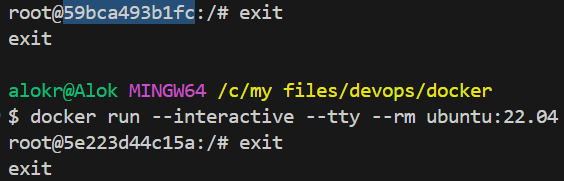 root@59bca493b1fc:/# exit
exit
alokr@Alok MINGW64 /c/my files/devops/docker
$ docker run --interactive --tty --rm ubuntu:22.04
root@5e223d44c15a:/# exit
exit